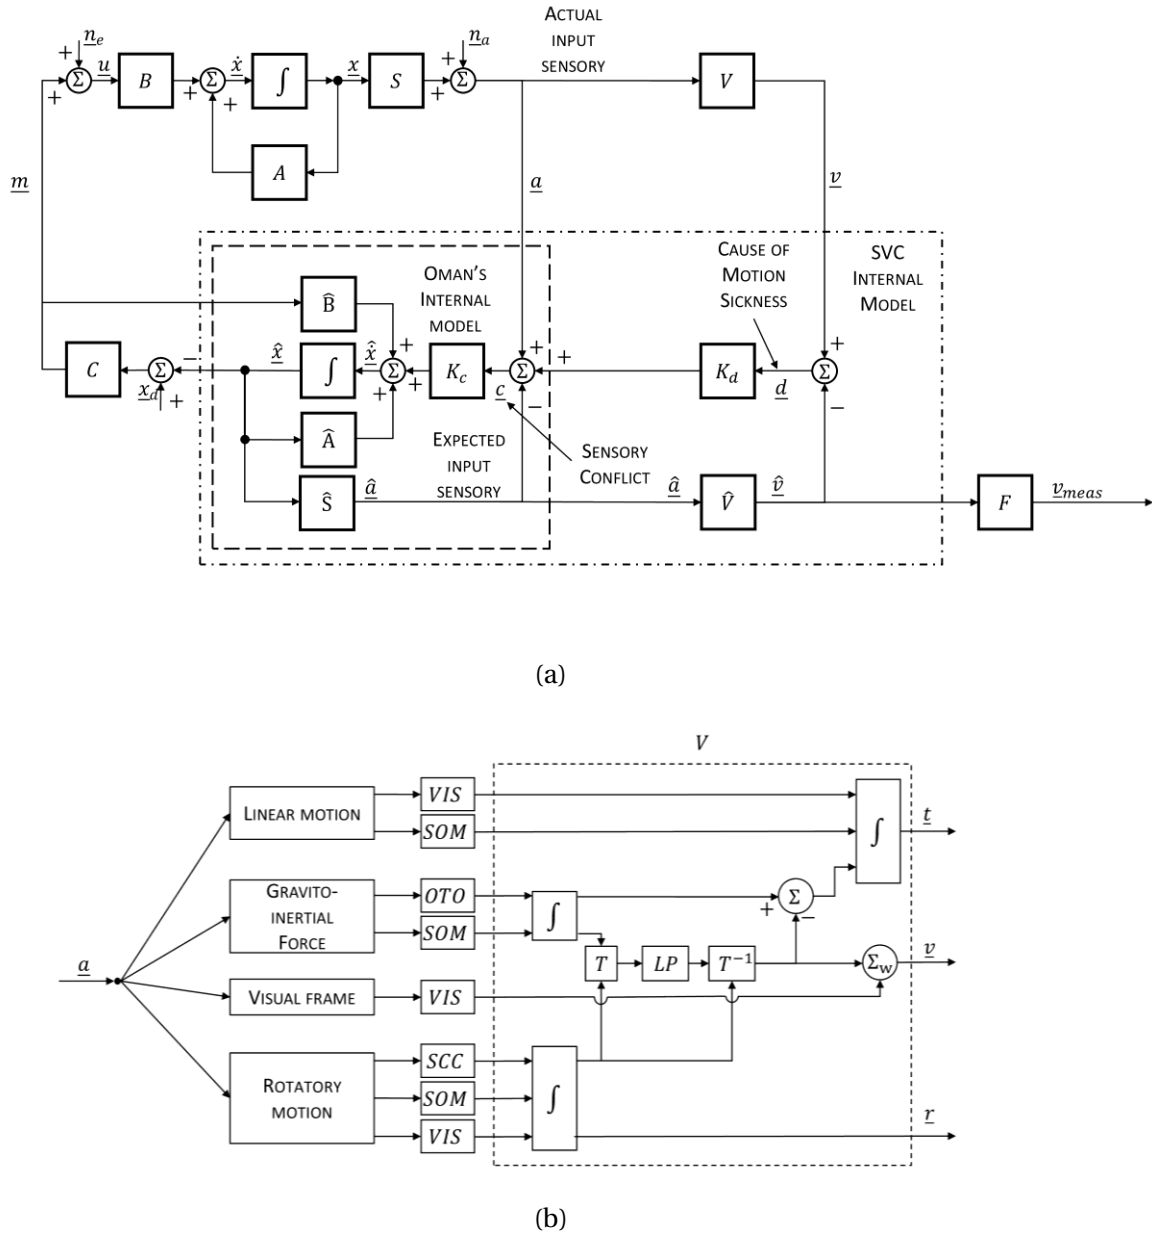 ACTUAL
INPUT
SENSORY
+ n_e
u
B
+
Σ
ẋ
∫
x
S
n_a
+
Σ
V
+
Σ
+
+
+
A
m
a
v
CAUSE OF
MOTION
SICKNESS
SVC
INTERNAL
MODEL
OMAN'S
INTERNAL
MODEL
B̂
+
+
+
C
Σ
−
x_d
+
x̂
∫
x̂̇
Σ
+
+
K_c
c
Σ
−
K_d
d
Σ
−
Â
EXPECTED
INPUT
SENSORY
SENSORY
CONFLICT
Ŝ
â
â
V̂
v̂
F
v_meas
(a)
V
LINEAR MOTION
VIS
SOM
∫
t
GRAVITO-
INERTIAL
FORCE
OTO
SOM
∫
+
Σ
−
T
LP
T⁻¹
Σ_w
v
a
VISUAL FRAME
VIS
ROTATORY
MOTION
SCC
SOM
VIS
∫
r
(b)